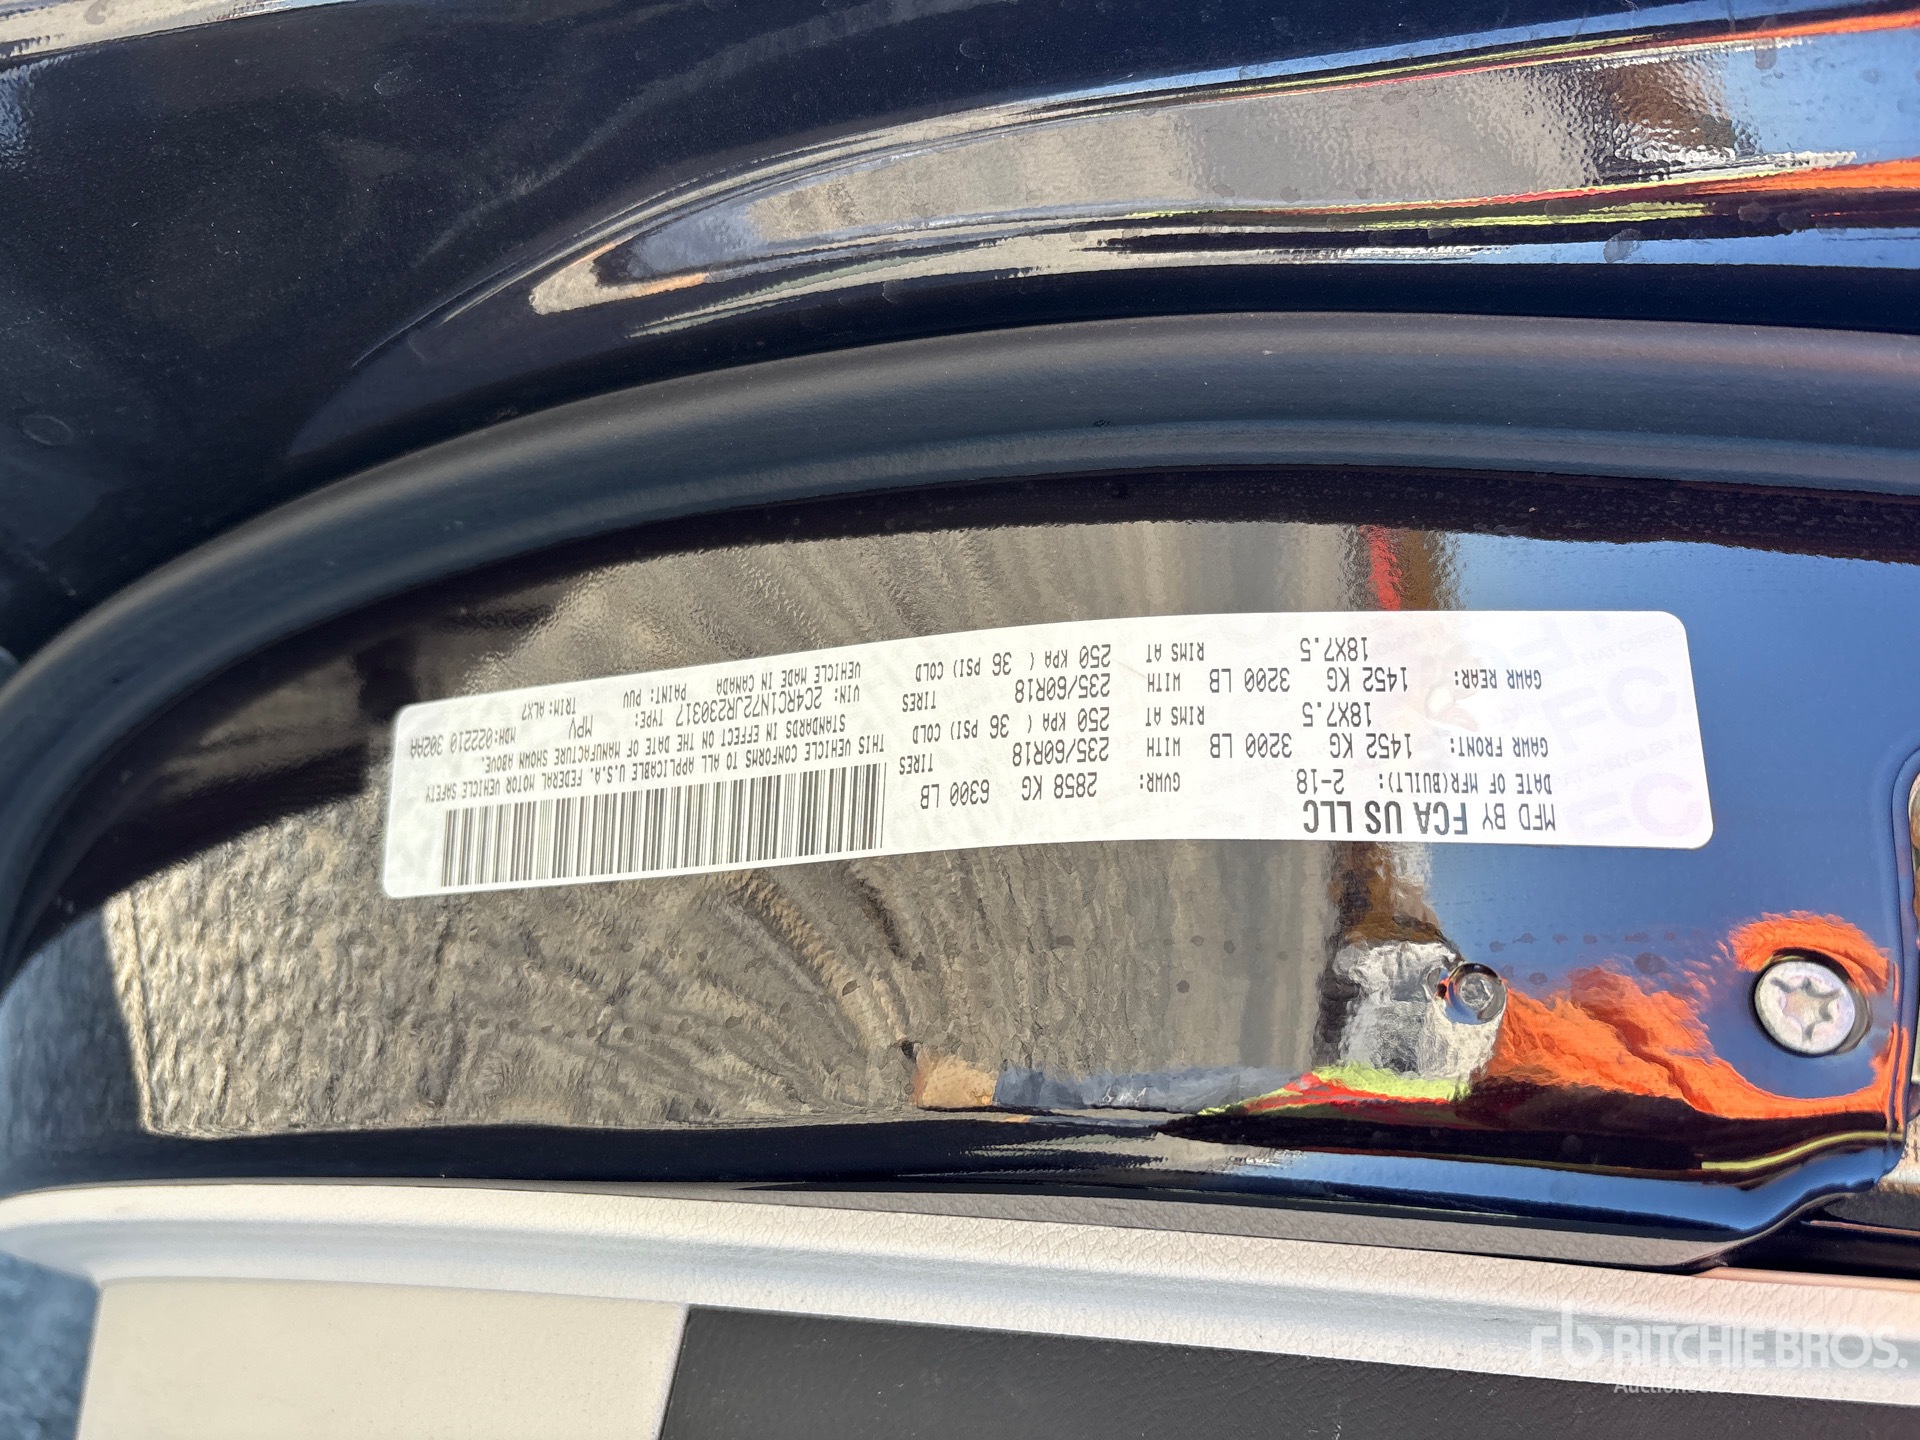 MFD BY FCA US LLC
DATE OF MFR(BUILT): 2-18 GVWR: 2858 KG 6300 LB
GAWR FRONT: 1452 KG 3200 LB WITH 235/60R18 TIRES
18X7.5 RIMS AT 250 KPA ( 36 PSI) COLD
GAWR REAR: 1452 KG 3200 LB WITH 235/60R18 TIRES
18X7.5 RIMS AT 250 KPA ( 36 PSI) COLD
THIS VEHICLE CONFORMS TO ALL APPLICABLE U.S.A. FEDERAL MOTOR VEHICLE SAFETY
STANDARDS IN EFFECT ON THE DATE OF MANUFACTURE SHOWN ABOVE.
VIN: 2C4RC1N72JR230317 TYPE: MPV MDH:022210 302AA
VEHICLE MADE IN CANADA PAINT: PUV TRIM: ALX7
rb RITCHIE BROS.